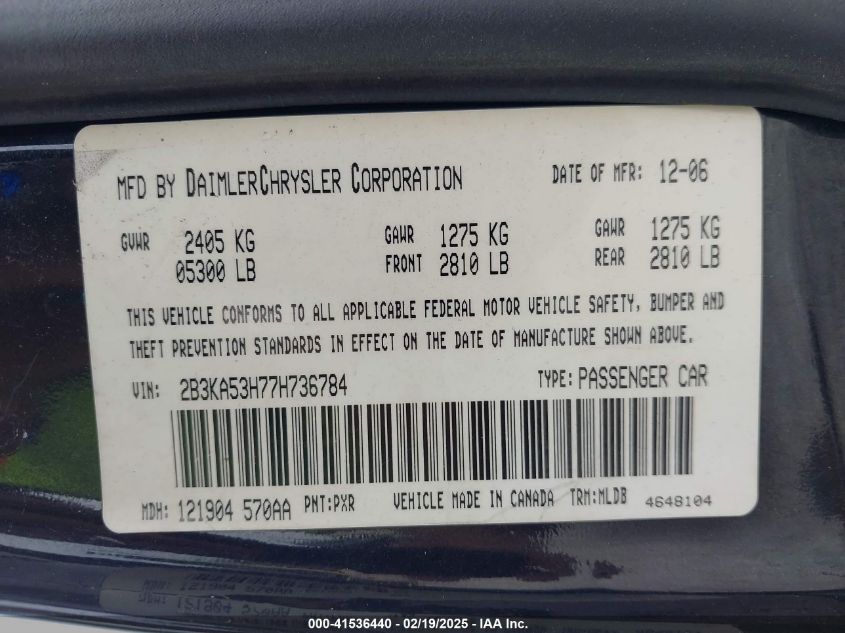 MFD BY DAIMLERCHRYSLER CORPORATION DATE OF MFR: 12-06
GVWR 2405 KG GAWR 1275 KG GAWR 1275 KG
05300 LB FRONT 2810 LB REAR 2810 LB
THIS VEHICLE CONFORMS TO ALL APPLICABLE FEDERAL MOTOR VEHICLE SAFETY, BUMPER AND
THEFT PREVENTION STANDARDS IN EFFECT ON THE DATE OF MANUFACTURE SHOWN ABOVE.
VIN: 2B3KA53H77H736784 TYPE: PASSENGER CAR
MDH: 121904 570AA PNT:PXR VEHICLE MADE IN CANADA TRM:MLDB 4648104
000-41536440 - 02/19/2025 - IAA Inc.